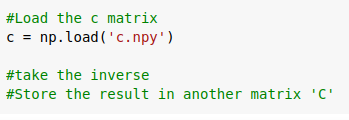 #Load the c matrix
c = np.load('c.npy')
#take the inverse
#Store the result in another matrix 'C'